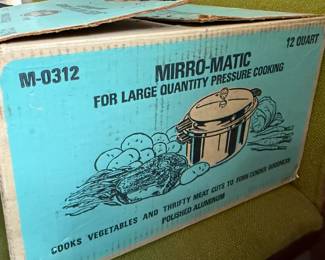 M-0312
MIRRO-MATIC
12 QUART
FOR LARGE QUANTITY PRESSURE COOKING
COOKS VEGETABLES AND THRIFTY MEAT CUTS TO FORK-TENDER GOODNESS
POLISHED ALUMINUM